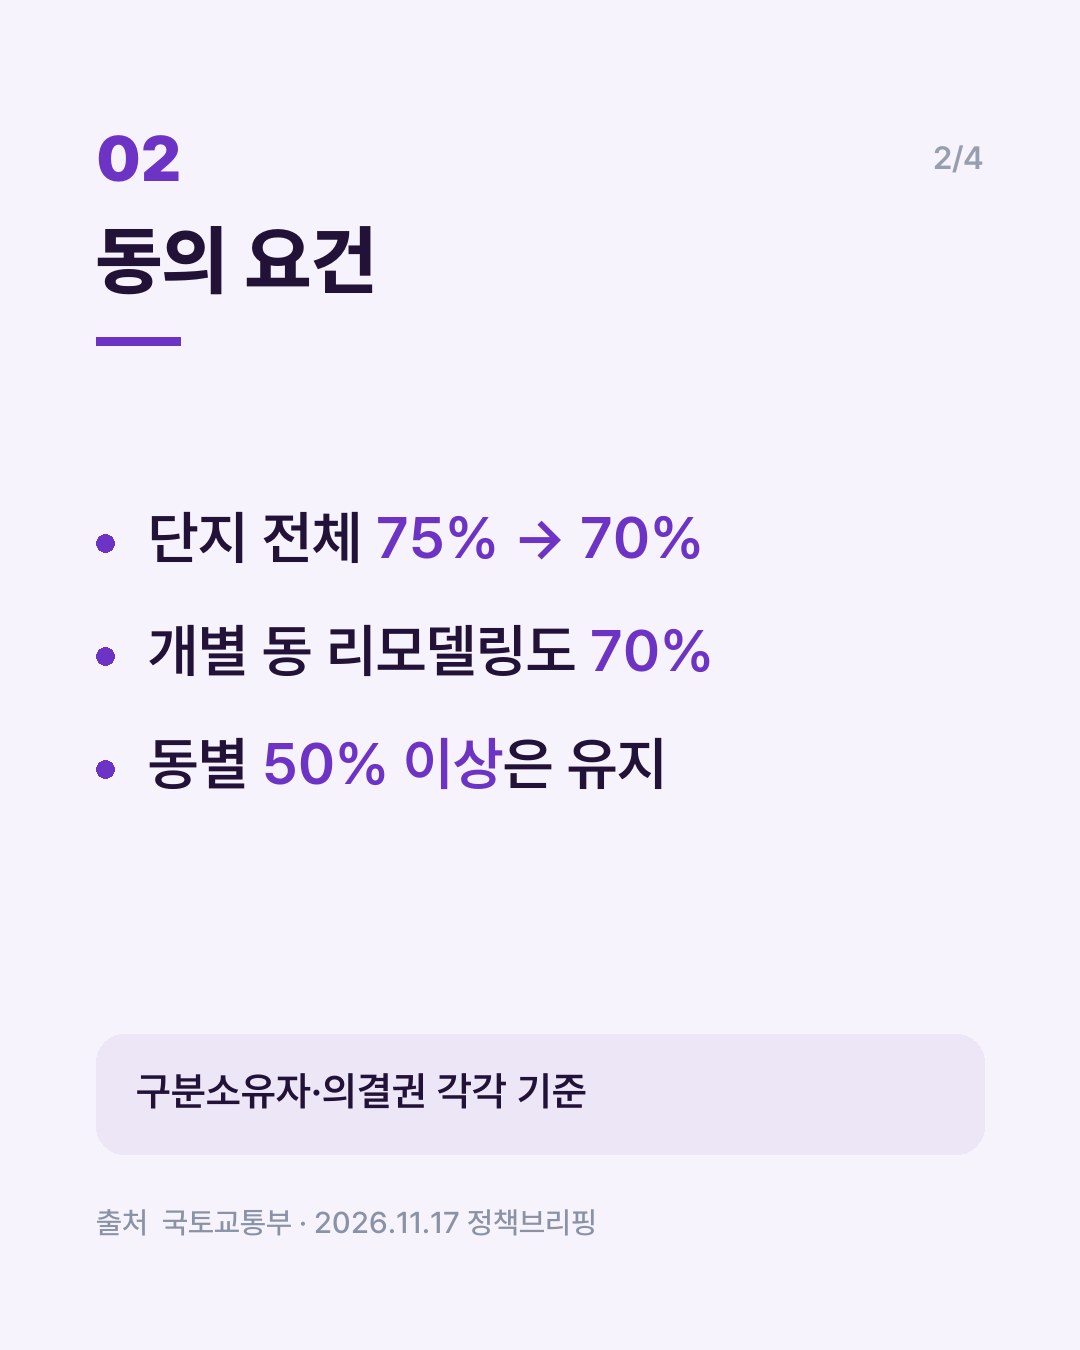 02
2/4
동의 요건
단지 전체 75% → 70%
개별 동 리모델링도 70%
동별 50% 이상은 유지
구분소유자·의결권 각각 기준
출처 국토교통부 · 2026.11.17 정책브리핑